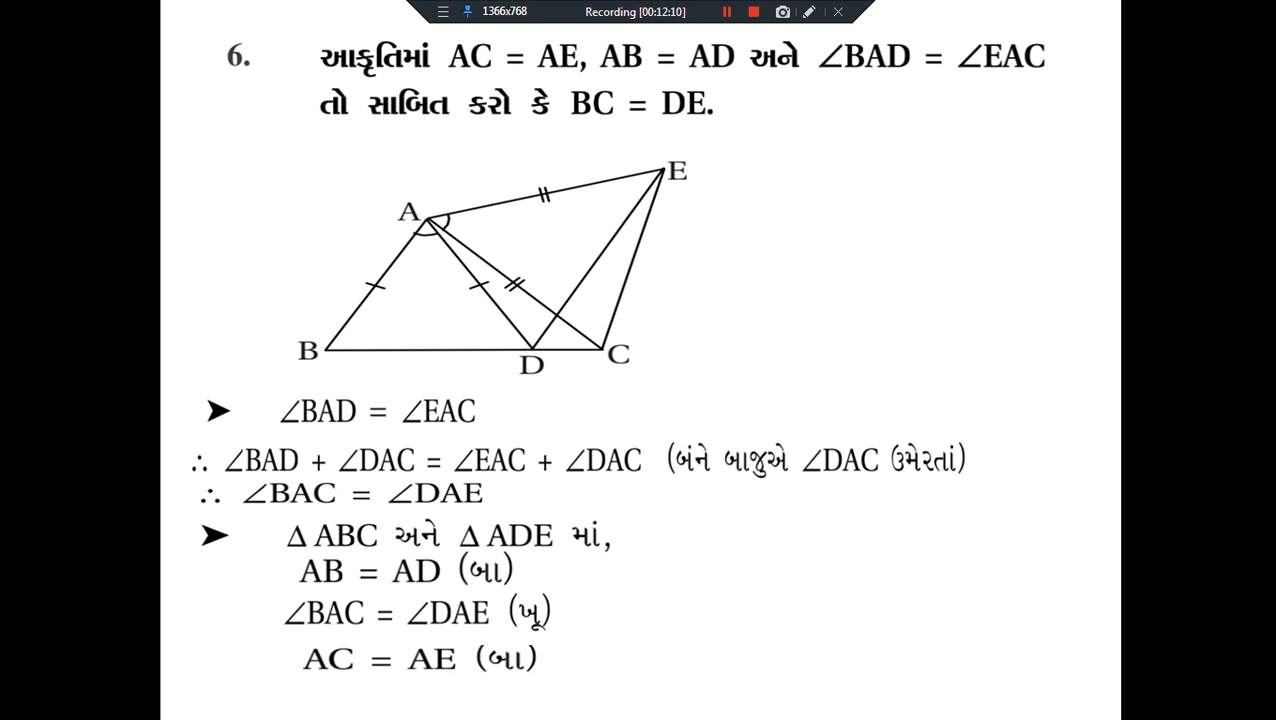 1366x768 Recording [00:12:10]
6. આકૃતિમાં AC = AE, AB = AD અને ∠BAD = ∠EAC
તો સાબિત કરો કે BC = DE.
E
A
B
D
C
➤ ∠BAD = ∠EAC
∴ ∠BAD + ∠DAC = ∠EAC + ∠DAC (બંને બાજુએ ∠DAC ઉમેરતાં)
∴ ∠BAC = ∠DAE
➤ Δ ABC અને Δ ADE માં,
AB = AD (બા)
∠BAC = ∠DAE (ખૂ)
AC = AE (બા)